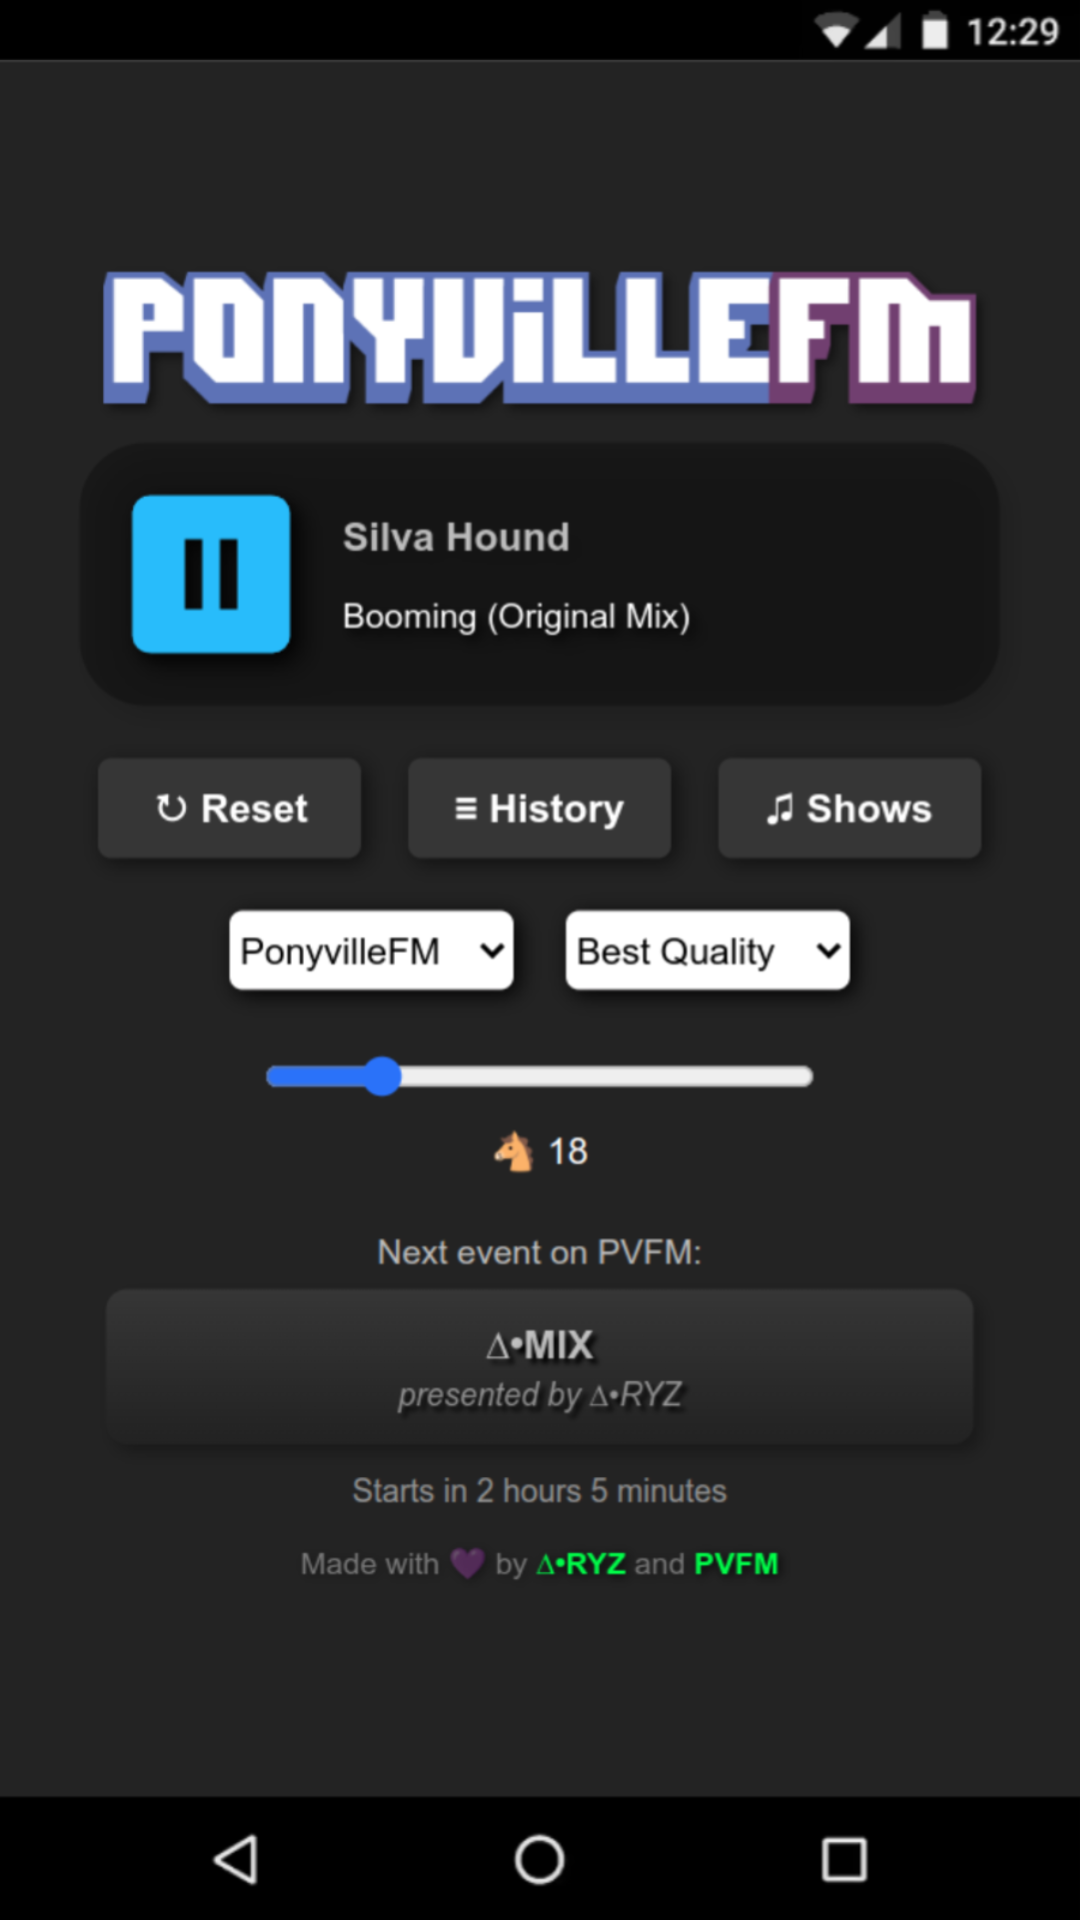 12:29
PONYViLLEFM
Silva Hound
Booming (Original Mix)
↻ Reset
≡ History
♫ Shows
PonyvilleFM
Best Quality
🐴 18
Next event on PVFM:
∆•MIX
presented by ∆•RYZ
Starts in 2 hours 5 minutes
Made with 💜 by ∆•RYZ and PVFM